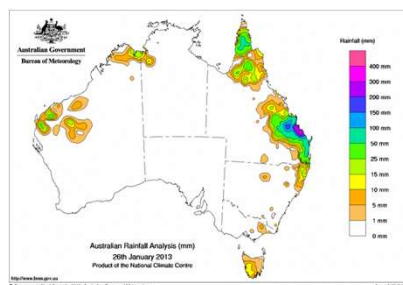 Australian Government
Bureau of Meteorology
Rainfall (mm)
400 mm
300 mm
200 mm
150 mm
100 mm
50 mm
25 mm
15 mm
10 mm
5 mm
1 mm
0 mm
Australian Rainfall Analysis (mm)
26th January 2013
Product of the National Climate Centre
http://www.bom.gov.au